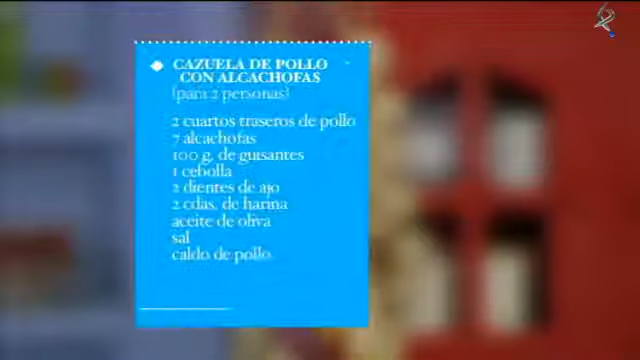 CAZUELA DE POLLO
CON ALCACHOFAS
(para 2 personas)
2 cuartos traseros de pollo
7 alcachofas
100 g. de guisantes
1 cebolla
2 dientes de ajo
2 cdas. de harina
aceite de oliva
sal
caldo de pollo